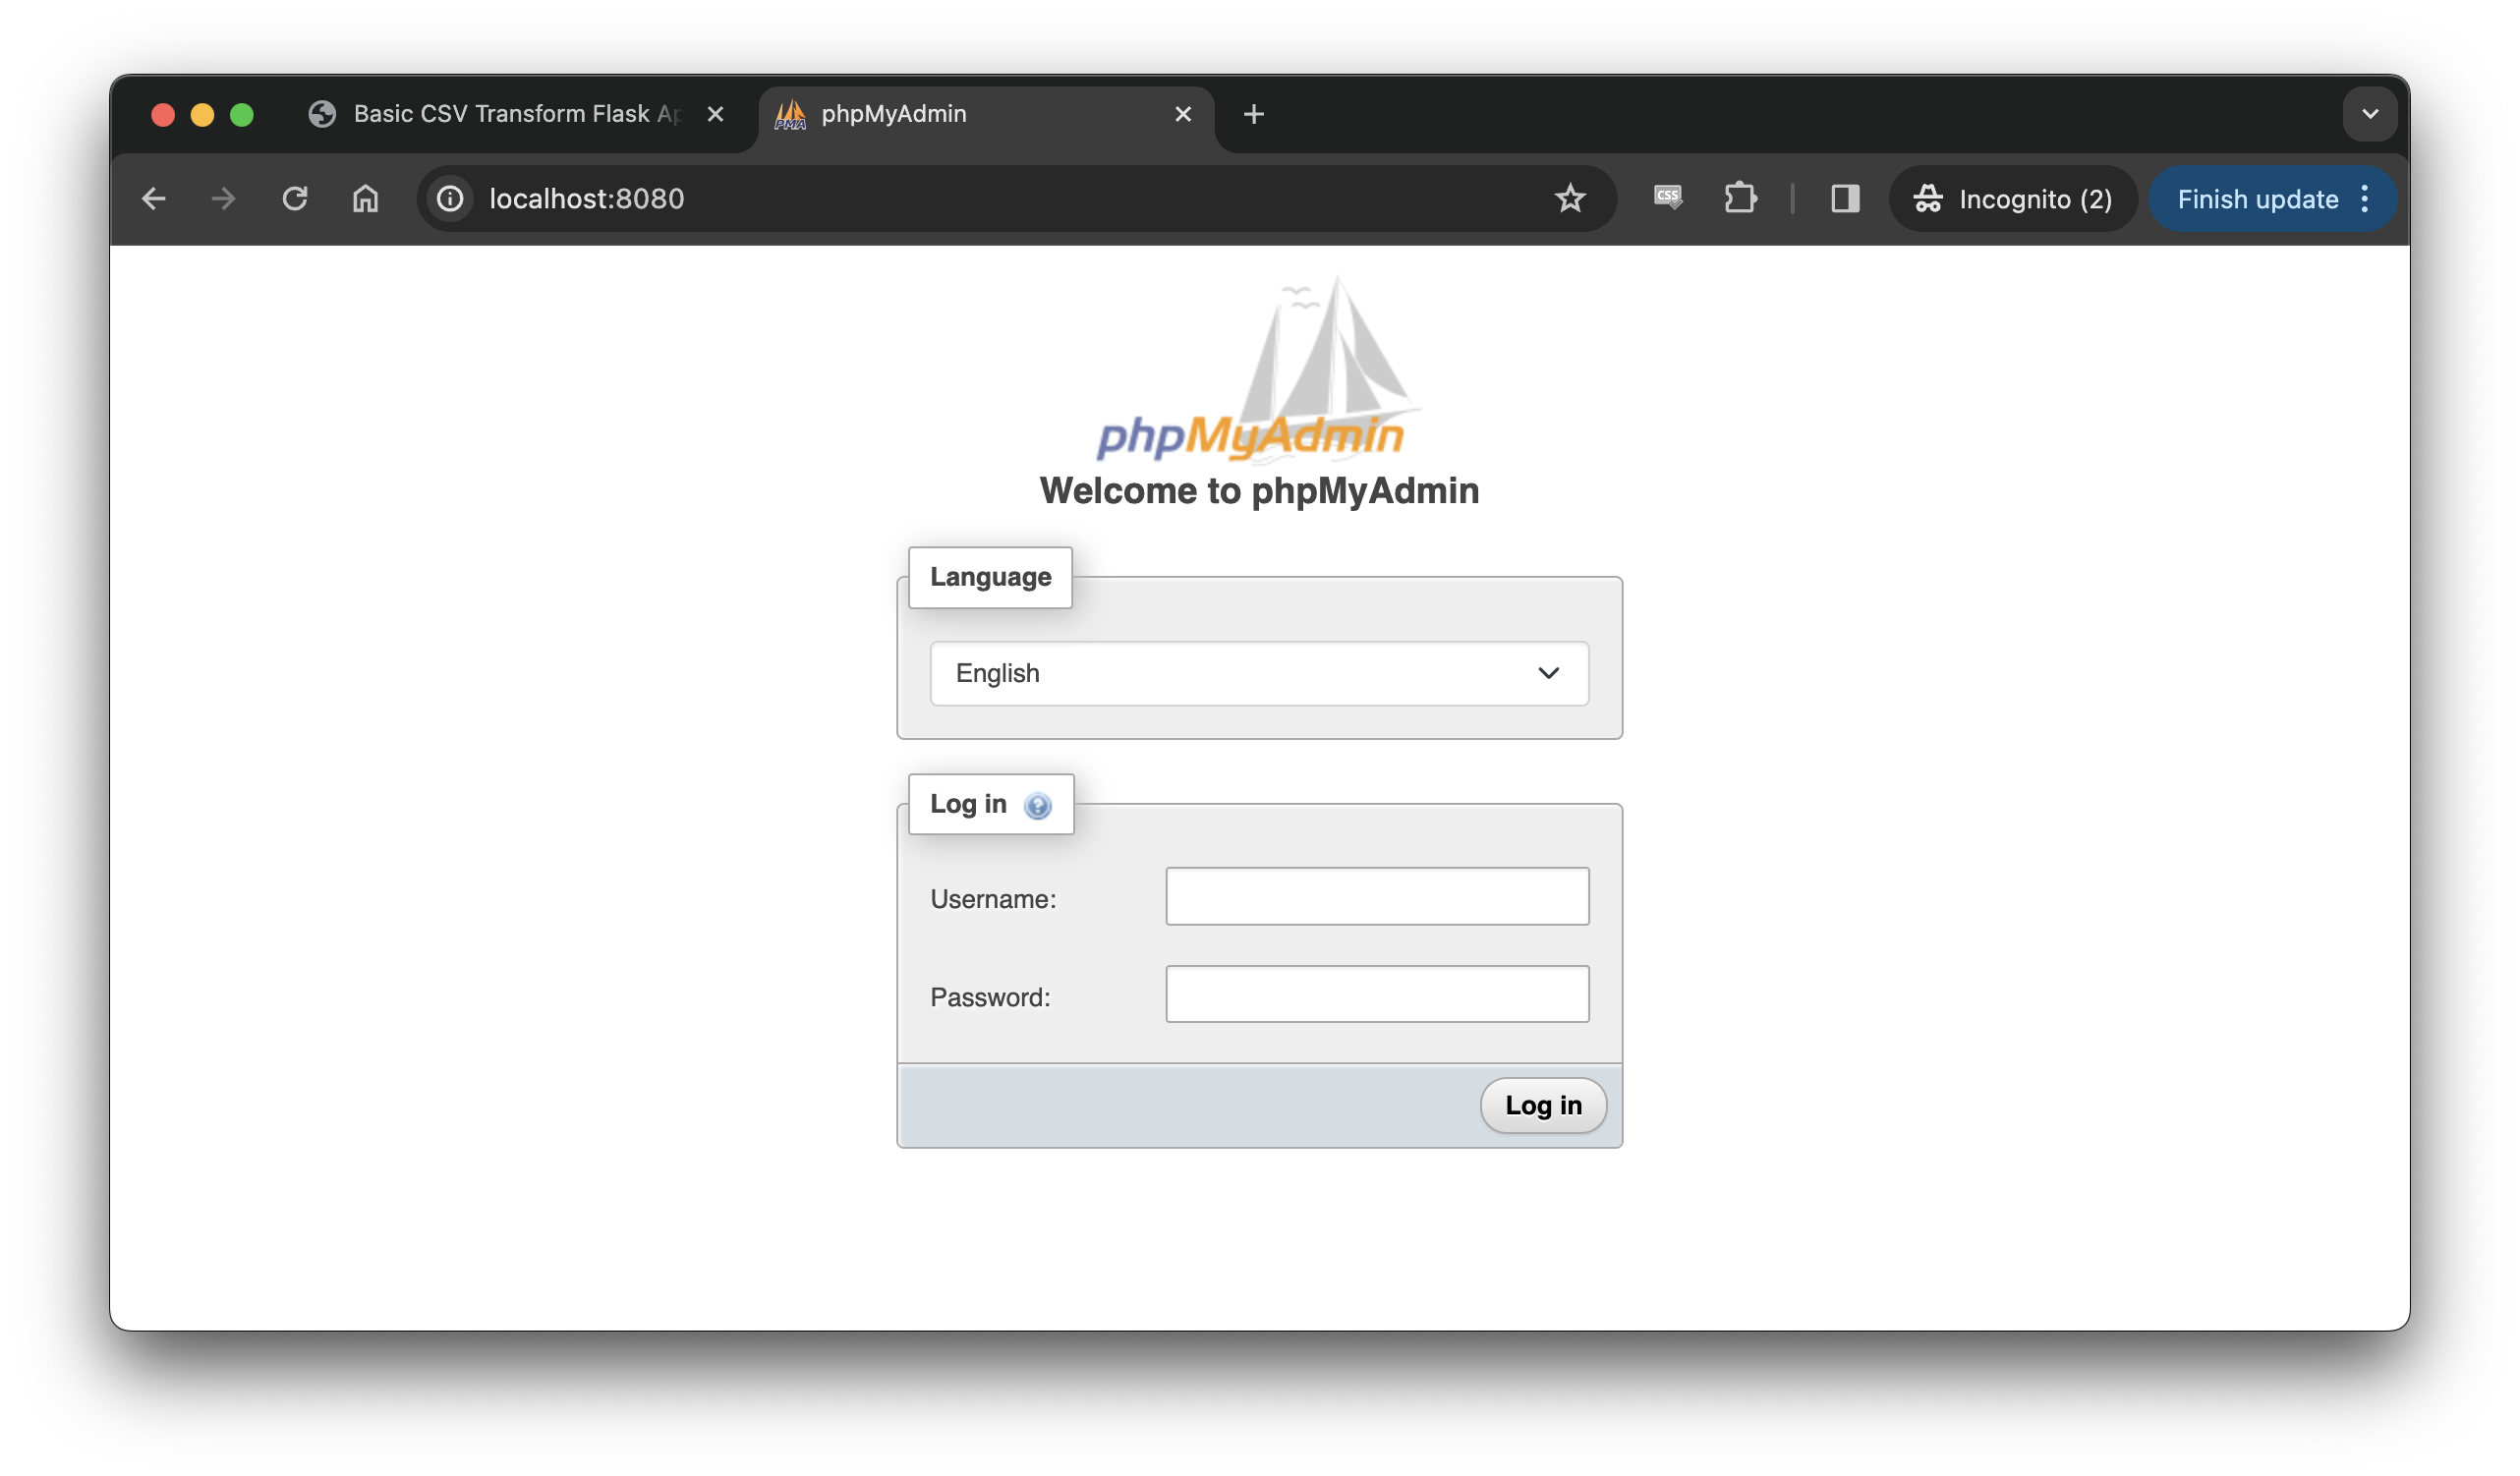 Basic CSV Transform Flask Ap
phpMyAdmin
localhost:8080
CSS
Incognito (2)
Finish update
phpMyAdmin
Welcome to phpMyAdmin
Language
English
Log in
Username:
Password:
Log in